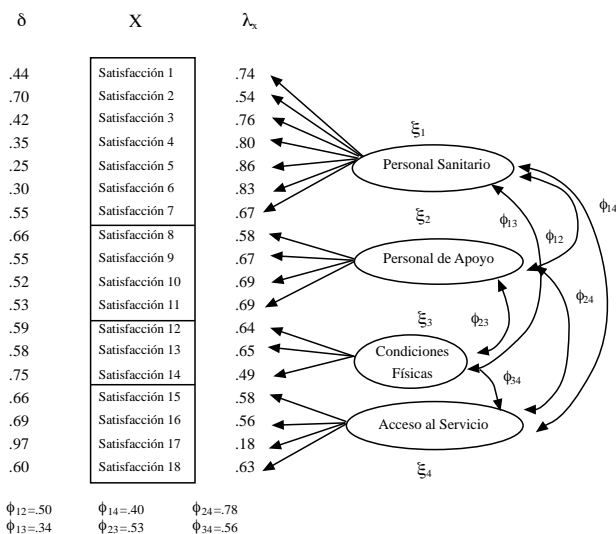 δ X λx
.44 Satisfacción 1 .74
.70 Satisfacción 2 .54
.42 Satisfacción 3 .76
.35 Satisfacción 4 .80
.25 Satisfacción 5 .86
.30 Satisfacción 6 .83
.55 Satisfacción 7 .67
.66 Satisfacción 8 .58
.55 Satisfacción 9 .67
.52 Satisfacción 10 .69
.53 Satisfacción 11 .69
.59 Satisfacción 12 .64
.58 Satisfacción 13 .65
.75 Satisfacción 14 .49
.66 Satisfacción 15 .58
.69 Satisfacción 16 .56
.97 Satisfacción 17 .18
.60 Satisfacción 18 .63
ξ1
Personal Sanitario
ξ2
Personal de Apoyo
ξ3
Condiciones
Físicas
Acceso al Servicio
ξ4
ϕ14
ϕ13
ϕ12
ϕ24
ϕ23
ϕ34
ϕ12=.50 ϕ14=.40 ϕ24=.78
ϕ13=.34 ϕ23=.53 ϕ34=.56